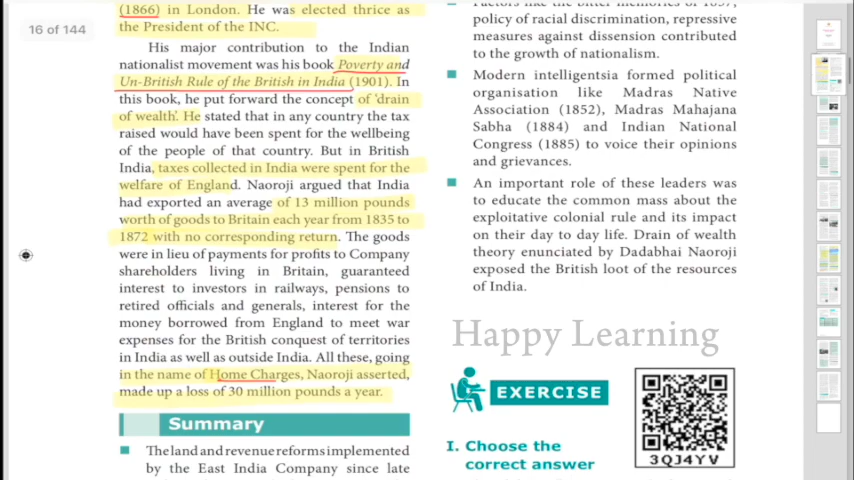 (1866) in London. He was elected thrice as
16 of 144
the President of the INC.
His major contribution to the Indian
nationalist movement was his book Poverty and
Un-British Rule of the British in India (1901). In
this book, he put forward the concept of ‘drain
of wealth’. He stated that in any country the tax
raised would have been spent for the wellbeing
of the people of that country. But in British
India, taxes collected in India were spent for the
welfare of England. Naoroji argued that India
had exported an average of 13 million pounds
worth of goods to Britain each year from 1835 to
1872 with no corresponding return. The goods
were in lieu of payments for profits to Company
shareholders living in Britain, guaranteed
interest to investors in railways, pensions to
retired officials and generals, interest for the
money borrowed from England to meet war
expenses for the British conquest of territories
in India as well as outside India. All these, going
in the name of Home Charges, Naoroji asserted,
made up a loss of 30 million pounds a year.
Summary
The land and revenue reforms implemented
by the East India Company since late
policy of racial discrimination, repressive
measures against dissension contributed
to the growth of nationalism.
Modern intelligentsia formed political
organisation like Madras Native
Association (1852), Madras Mahajana
Sabha (1884) and Indian National
Congress (1885) to voice their opinions
and grievances.
An important role of these leaders was
to educate the common mass about the
exploitative colonial rule and its impact
on their day to day life. Drain of wealth
theory enunciated by Dadabhai Naoroji
exposed the British loot of the resources
of India.
Happy Learning
EXERCISE
I. Choose the
correct answer
3QJ4YV